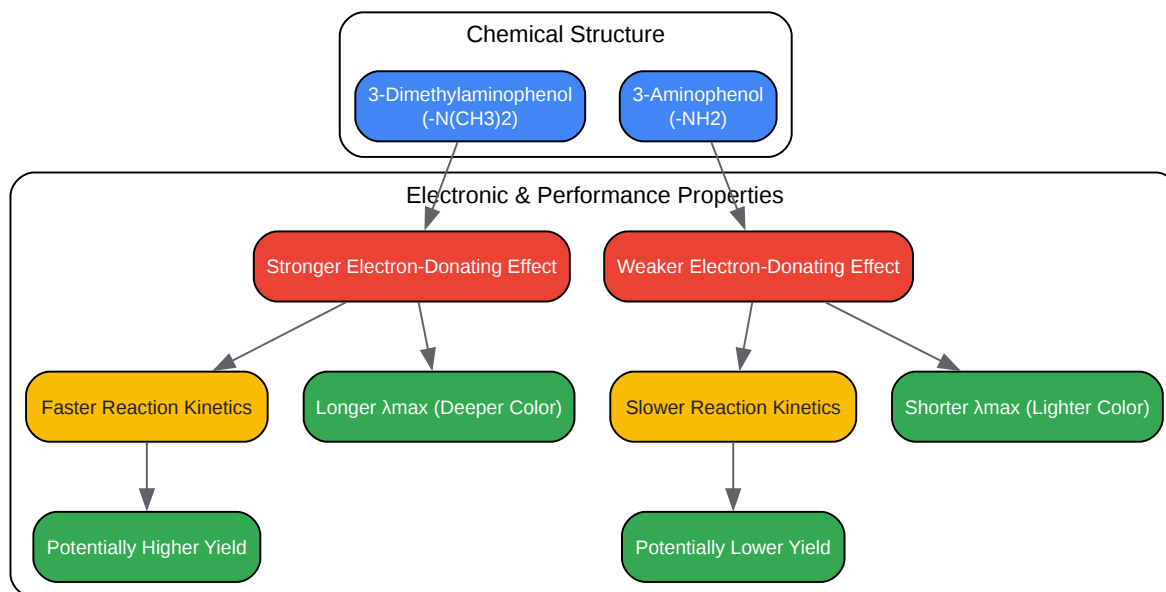 Chemical Structure
3-Dimethylaminophenol
(-N(CH3)2)
3-Aminophenol
(-NH2)
Electronic & Performance Properties
Stronger Electron-Donating Effect
Weaker Electron-Donating Effect
Faster Reaction Kinetics
Longer λmax (Deeper Color)
Slower Reaction Kinetics
Shorter λmax (Lighter Color)
Potentially Higher Yield
Potentially Lower Yield